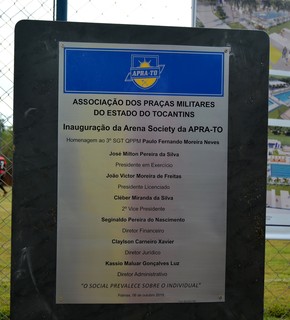 APRA-TO
ASSOCIAÇÃO DOS PRAÇAS MILITARES
DO ESTADO DO TOCANTINS
Inauguração da Arena Society da APRA-TO
Homenagem ao 3º SGT QPPM Paulo Fernando Moreira Neves
José Milton Pereira da Silva
Presidente em Exercício
João Victor Moreira de Freitas
Presidente Licenciado
Cléber Miranda da Silva
2º Vice Presidente
Reginaldo Pereira do Nascimento
Diretor Financeiro
Clayison Carneiro Xavier
Diretor Jurídico
Kassio Maluar Gonçalves Luz
Diretor Administrativo
"O SOCIAL PREVALECE SOBRE O INDIVIDUAL"